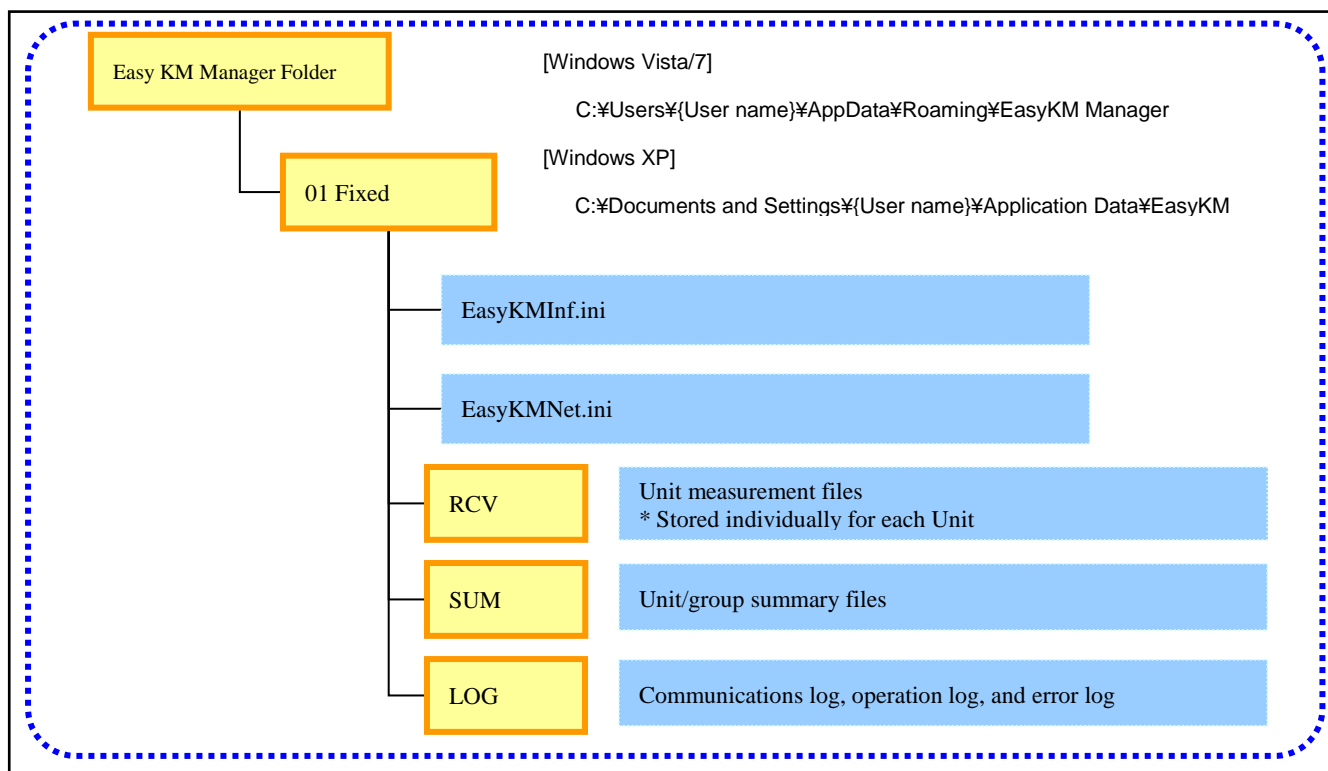 Easy KM Manager Folder
[Windows Vista/7]
C:¥Users¥{User name}¥AppData¥Roaming¥EasyKM Manager
[Windows XP]
01 Fixed
C:¥Documents and Settings¥{User name}¥Application Data¥EasyKM
EasyKMInf.ini
EasyKMNet.ini
RCV
Unit measurement files
* Stored individually for each Unit
SUM
Unit/group summary files
LOG
Communications log, operation log, and error log